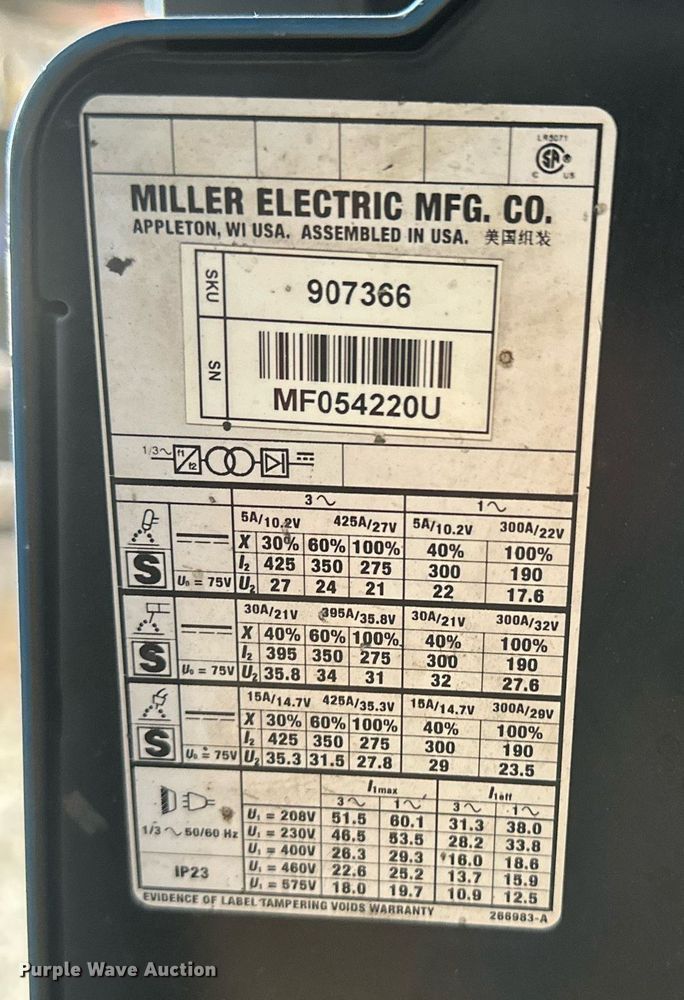 LR5071
SA®
C US
MILLER ELECTRIC MFG. CO.
APPLETON, WI USA. ASSEMBLED IN USA. 美国组装
SKU 907366
SN
MF054220U
1/3~ f1 f2
3~ 1~
5A/10.2V 425A/27V 5A/10.2V 300A/22V
X 30% 60% 100% 40% 100%
I2 425 350 275 300 190
S U0 = 75V U2 27 24 21 22 17.6
30A/21V 395A/35.8V 30A/21V 300A/32V
X 40% 60% 100% 40% 100%
I2 395 350 275 300 190
S U0 = 75V U2 35.8 34 31 32 27.6
15A/14.7V 425A/35.3V 15A/14.7V 300A/29V
X 30% 60% 100% 40% 100%
I2 425 350 275 300 190
S U0 = 75V U2 35.3 31.5 27.8 29 23.5
I1max I1eff
3~ 1~ 3~ 1~
U1 = 208V 51.5 60.1 31.3 38.0
1/3 ~ 50/60 Hz U1 = 230V 46.5 53.5 28.2 33.8
U1 = 400V 26.3 29.3 16.0 18.6
IP23 U1 = 460V 22.6 25.2 13.7 15.9
U1 = 575V 18.0 19.7 10.9 12.5
EVIDENCE OF LABEL TAMPERING VOIDS WARRANTY 266983-A
Purple Wave Auction